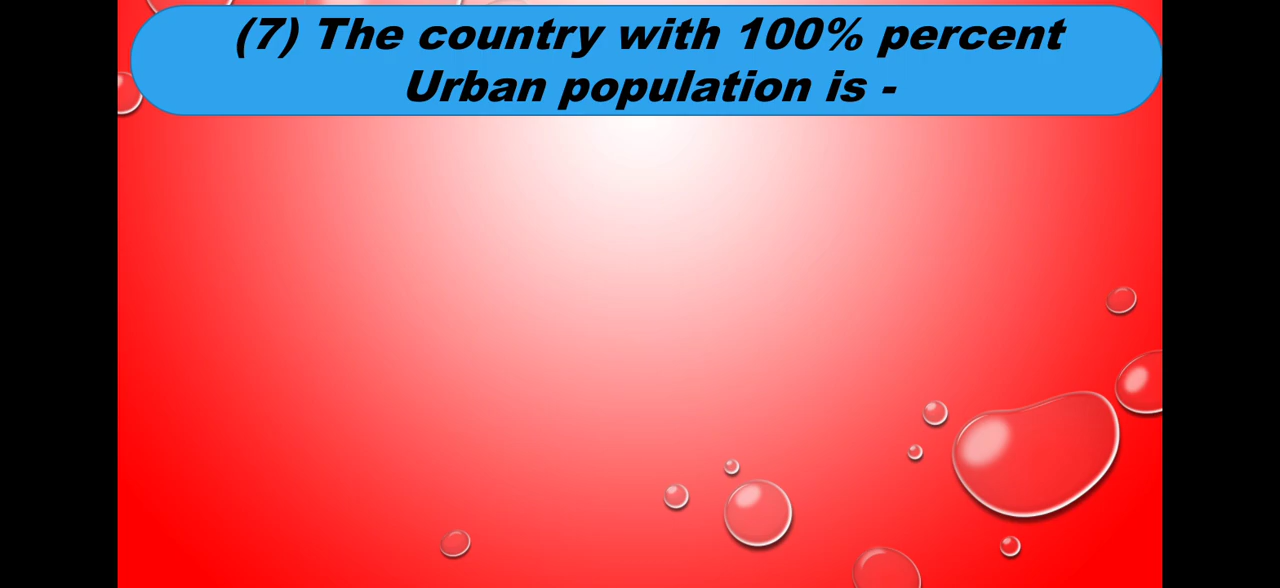 (7) The country with 100% percent
Urban population is -